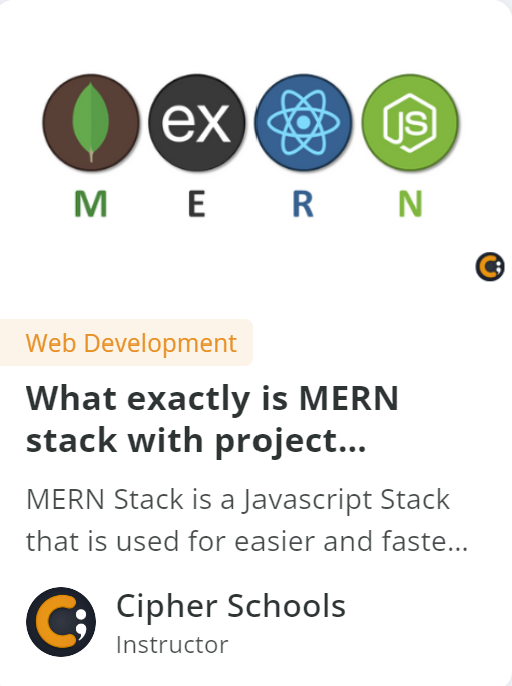 ex JS
M E R N
Web Development
What exactly is MERN
stack with project...
MERN Stack is a Javascript Stack
that is used for easier and faste...
Cipher Schools
Instructor